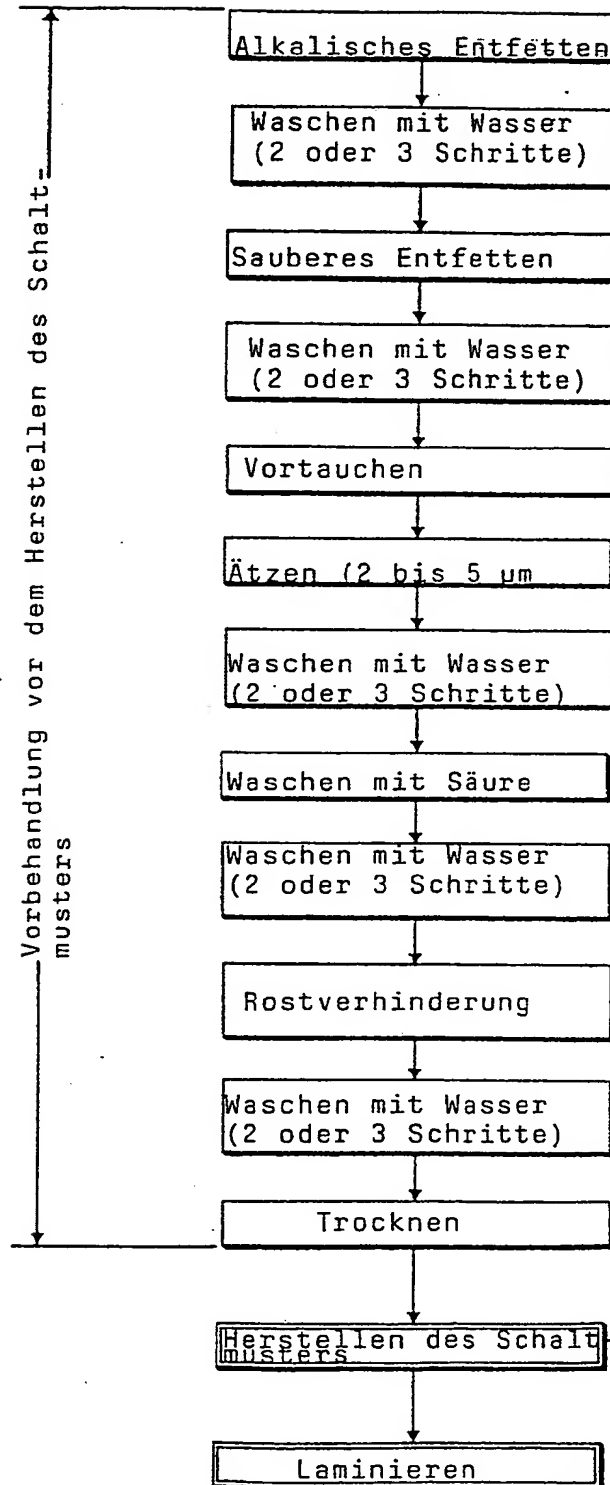 Vorbehandlung vor dem Herstellen des Schalt-
musters
Alkalisches Entfetten
Waschen mit Wasser
(2 oder 3 Schritte)
Sauberes Entfetten
Waschen mit Wasser
(2 oder 3 Schritte)
Vortauchen
Ätzen (2 bis 5 µm
Waschen mit Wasser
(2 oder 3 Schritte)
Waschen mit Säure
Waschen mit Wasser
(2 oder 3 Schritte)
Rostverhinderung
Waschen mit Wasser
(2 oder 3 Schritte)
Trocknen
Herstellen des Schalt
musters
Laminieren